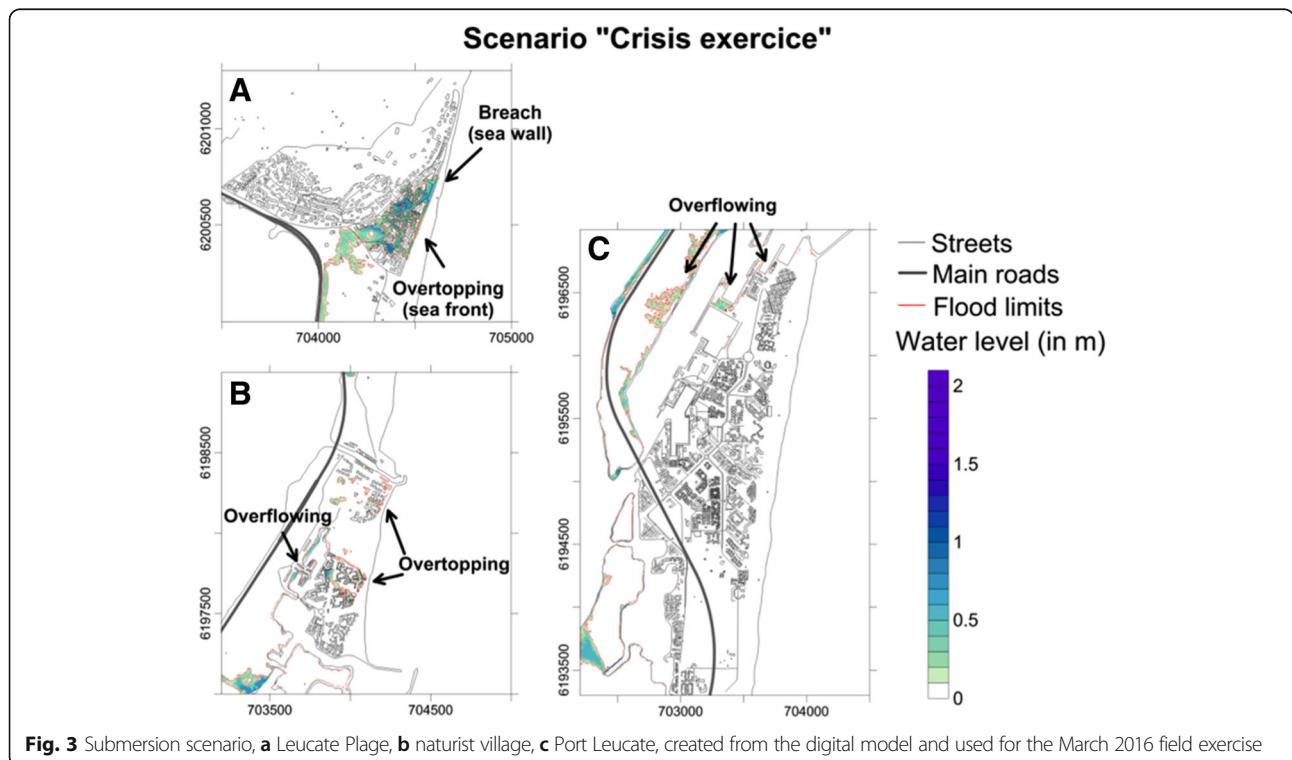 Scenario "Crisis exercice"
A
Breach
(sea wall)
Overtopping
(sea front)
6201000
6200500
704000
705000
B
Overflowing
Overtopping
6198500
6197500
703500
704500
C
Overflowing
6196500
6195500
6194500
6193500
703000
704000
Streets
Main roads
Flood limits
Water level (in m)
2
1.5
1
0.5
0
Fig. 3 Submersion scenario, a Leucate Plage, b naturist village, c Port Leucate, created from the digital model and used for the March 2016 field exercise